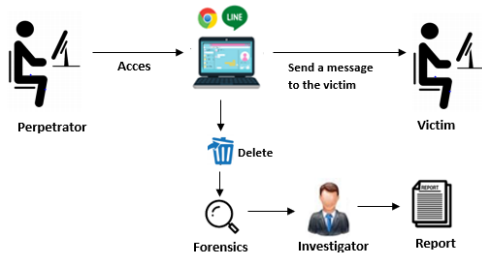 LINE
Acces
Send a message
to the victim
Perpetrator
Victim
Delete
REPORT
Forensics
Investigator
Report